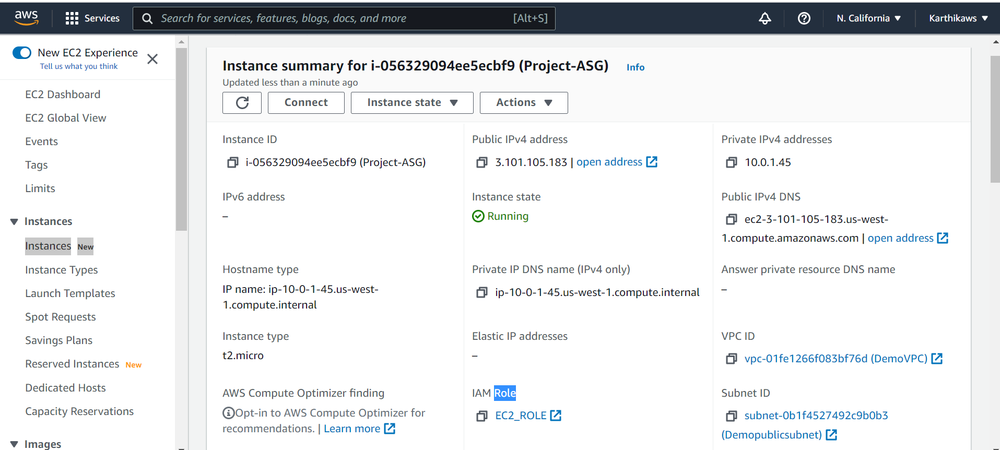 aws
Services
Search for services, features, blogs, docs, and more
[Alt+S]
N. California ▼
Karthikaws ▼
New EC2 Experience
Tell us what you think
EC2 Dashboard
EC2 Global View
Events
Tags
Limits
Instances
Instances New
Instance Types
Launch Templates
Spot Requests
Savings Plans
Reserved Instances New
Dedicated Hosts
Capacity Reservations
Images
Instance summary for i-056329094ee5ecbf9 (Project-ASG) Info
Updated less than a minute ago
Connect
Instance state ▼
Actions ▼
Instance ID
i-056329094ee5ecbf9 (Project-ASG)
Public IPv4 address
3.101.105.183 | open address
Private IPv4 addresses
10.0.1.45
IPv6 address
–
Instance state
Running
Public IPv4 DNS
ec2-3-101-105-183.us-west-
1.compute.amazonaws.com | open address
Hostname type
IP name: ip-10-0-1-45.us-west-
1.compute.internal
Private IP DNS name (IPv4 only)
ip-10-0-1-45.us-west-1.compute.internal
Answer private resource DNS name
–
Instance type
t2.micro
Elastic IP addresses
–
VPC ID
vpc-01fe1266f083bf76d (DemoVPC)
AWS Compute Optimizer finding
Opt-in to AWS Compute Optimizer for
recommendations. | Learn more
IAM Role
EC2_ROLE
Subnet ID
subnet-0b1f4527492c9b0b3
(Demopublicsubnet)